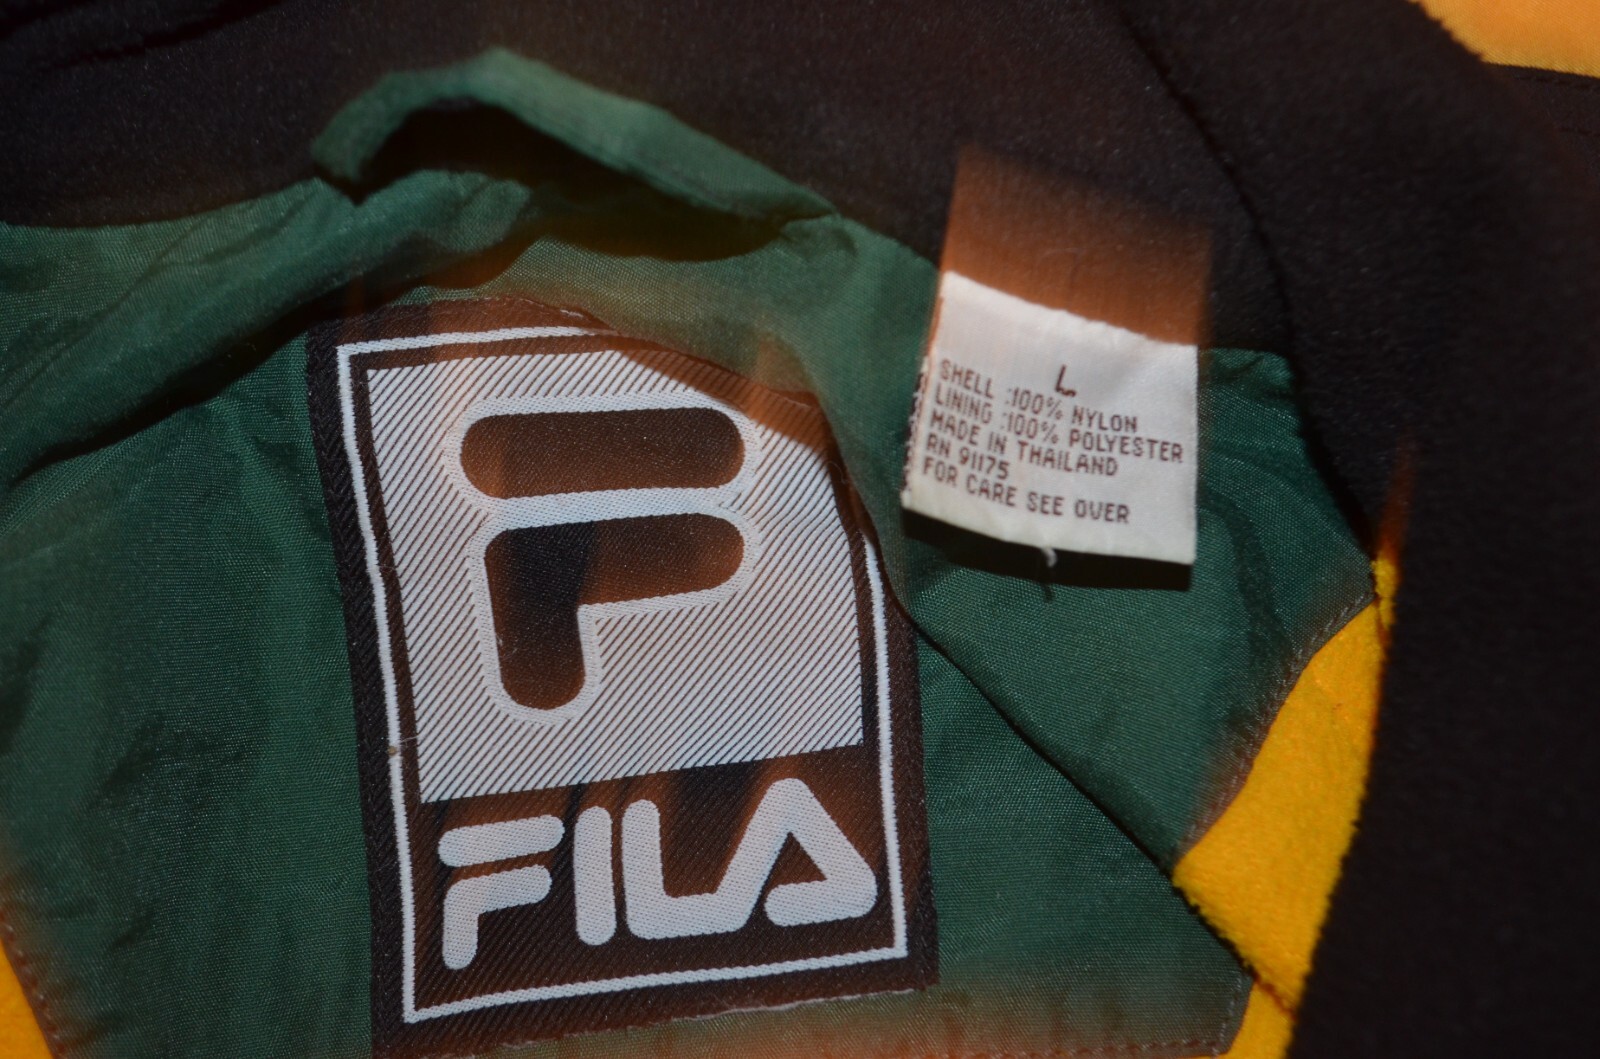 F
FILA
L
SHELL :100% NYLON
LINING :100% POLYESTER
MADE IN THAILAND
RN 91175
FOR CARE SEE OVER